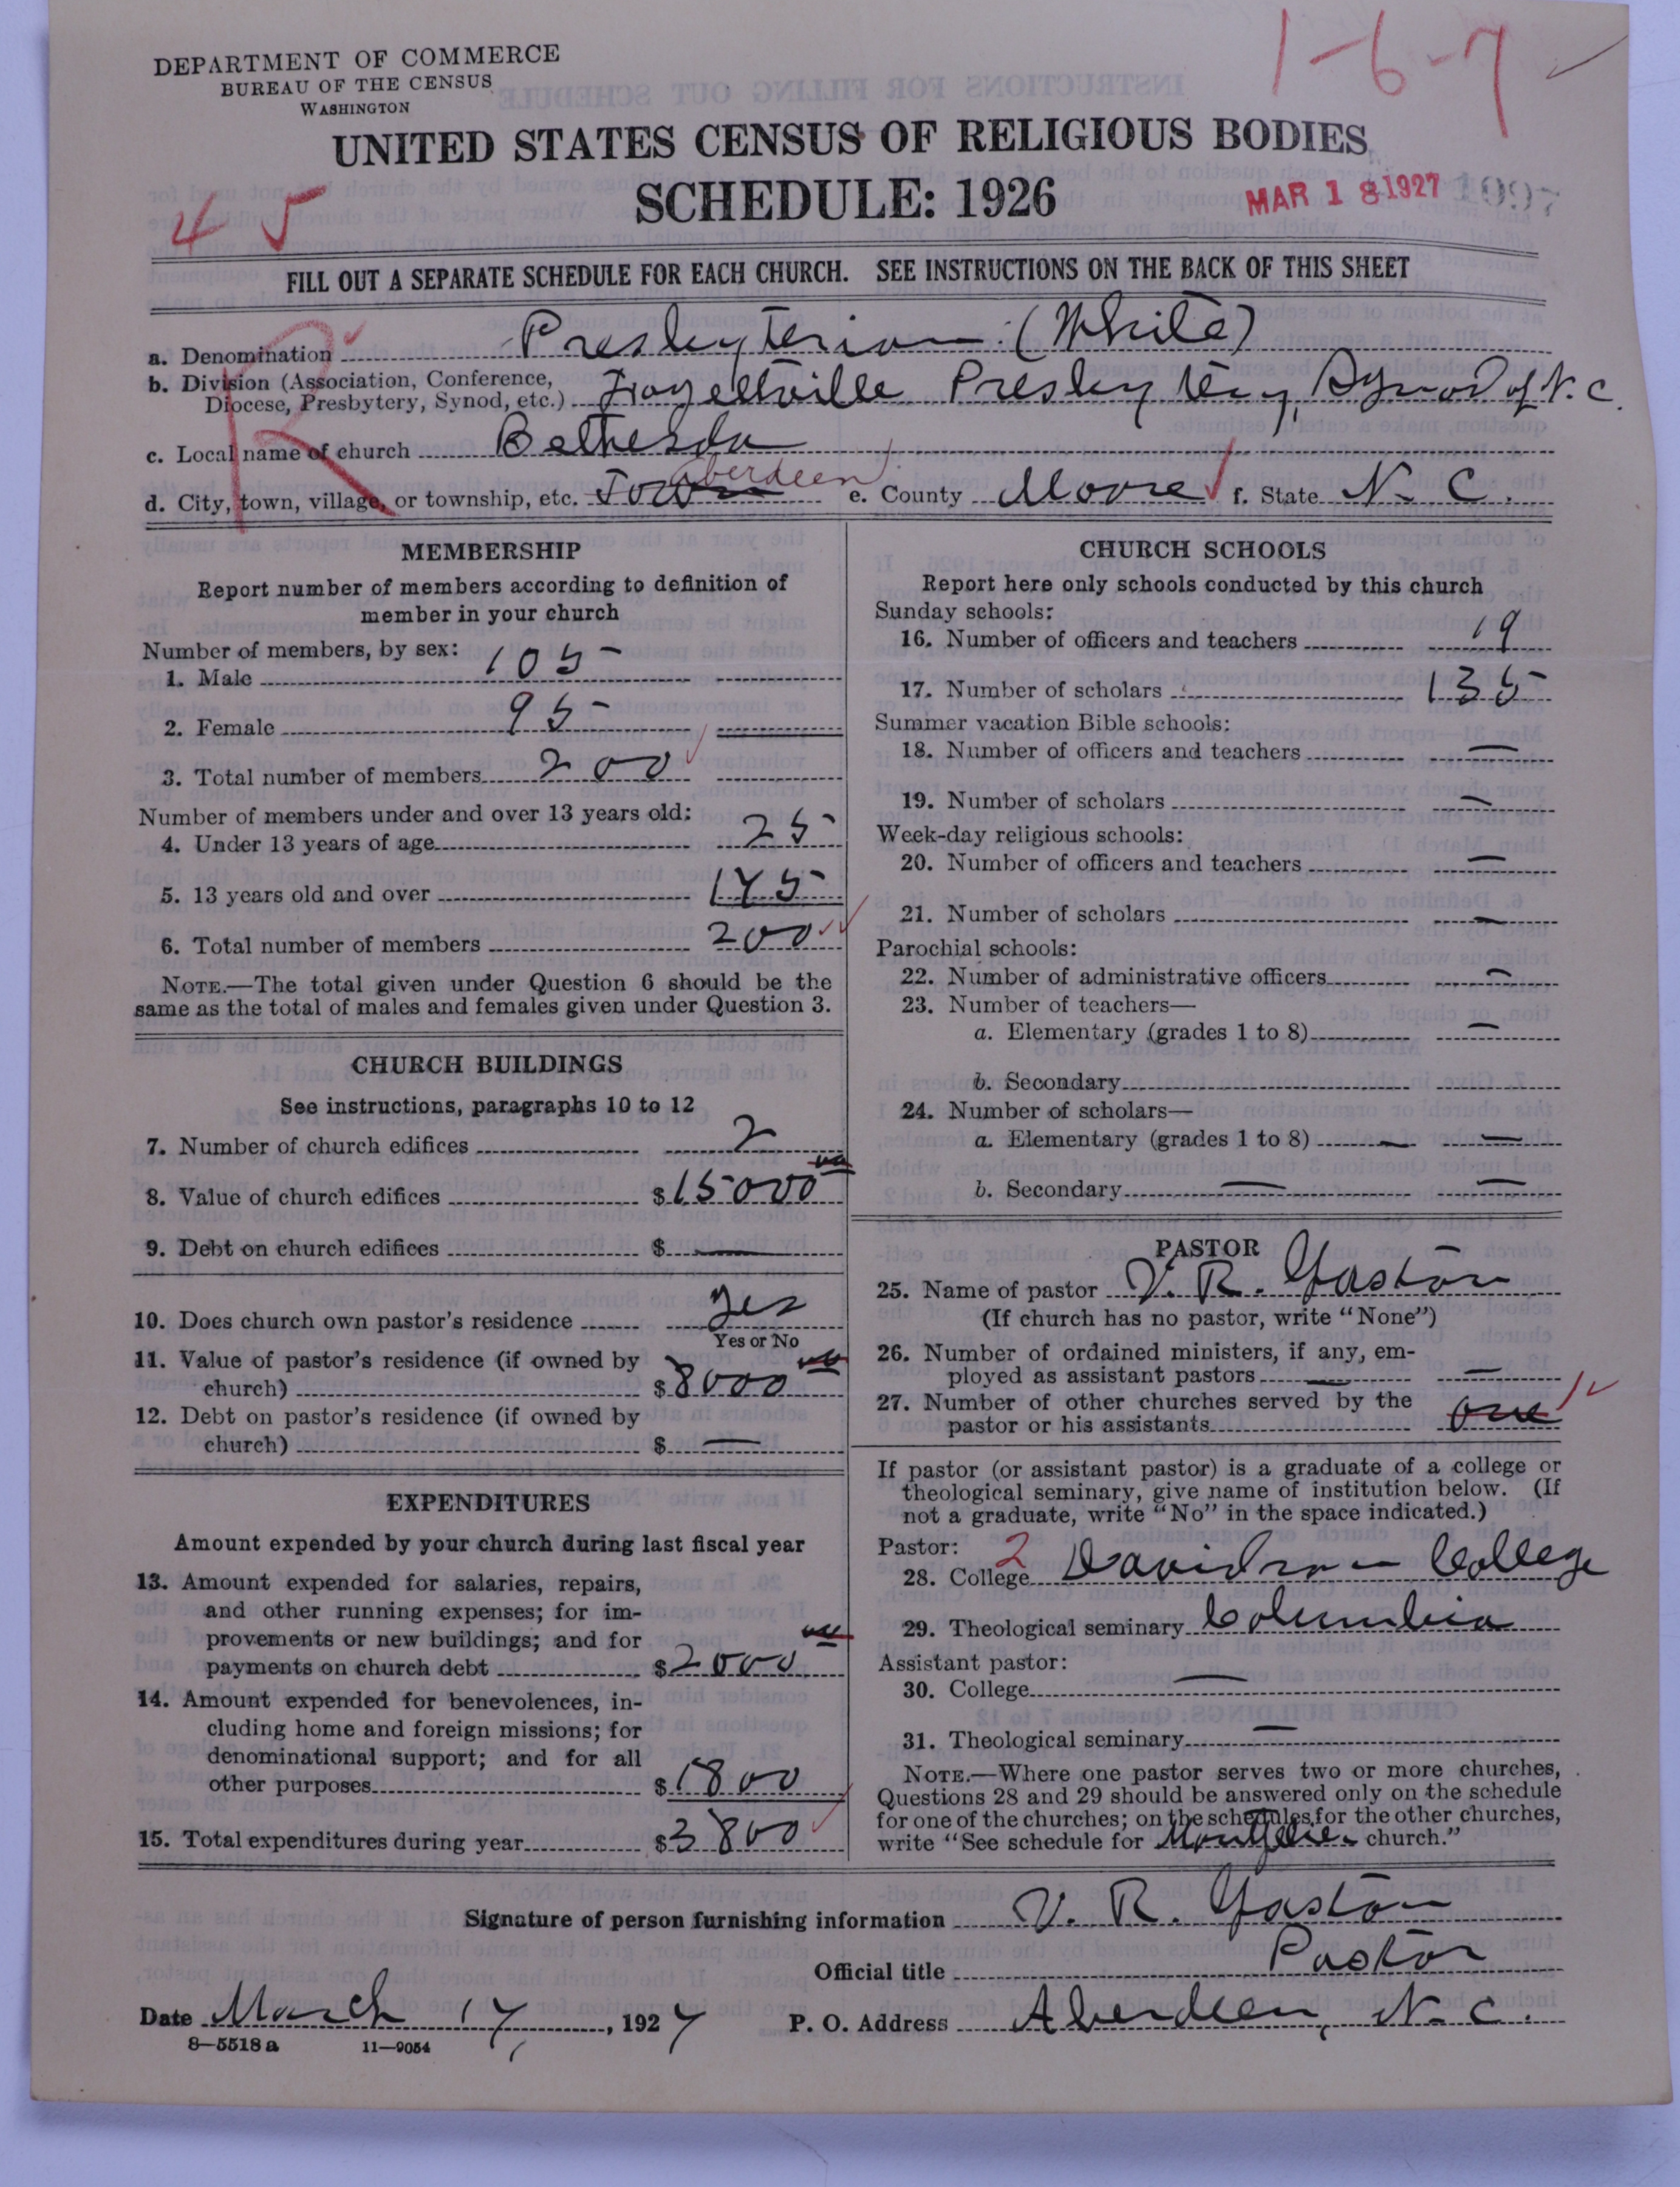 DEPARTMENT OF COMMERCE
BUREAU OF THE CENSUS
WASHINGTON
1-6-7
UNITED STATES CENSUS OF RELIGIOUS BODIES
SCHEDULE: 1926
MAR 18 1927
1097
45
FILL OUT A SEPARATE SCHEDULE FOR EACH CHURCH. SEE INSTRUCTIONS ON THE BACK OF THIS SHEET
R
a. Denomination Presbyterian (White)
b. Division (Association, Conference,
Diocese, Presbytery, Synod, etc.) Fayetteville Presbytery, Synod of N.C.
c. Local name of church Bethesda
d. City, town, village, or township, etc. Town Aberdeen e. County Moore f. State N. C.
MEMBERSHIP
Report number of members according to definition of
member in your church
Number of members, by sex:
1. Male 105
2. Female 95
3. Total number of members 200
Number of members under and over 13 years old:
4. Under 13 years of age 25
5. 13 years old and over 175
6. Total number of members 200
NOTE.—The total given under Question 6 should be the
same as the total of males and females given under Question 3.
CHURCH BUILDINGS
See instructions, paragraphs 10 to 12
7. Number of church edifices 2
8. Value of church edifices $15000 00
9. Debt on church edifices $ —
10. Does church own pastor's residence yes
Yes or No
11. Value of pastor's residence (if owned by
church) $8000 00
12. Debt on pastor's residence (if owned by
church) $ —
EXPENDITURES
Amount expended by your church during last fiscal year
13. Amount expended for salaries, repairs,
and other running expenses; for im-
provements or new buildings; and for
payments on church debt $2000 00
14. Amount expended for benevolences, in-
cluding home and foreign missions; for
denominational support; and for all
other purposes $1800
15. Total expenditures during year $3800
CHURCH SCHOOLS
Report here only schools conducted by this church
Sunday schools:
16. Number of officers and teachers 19
17. Number of scholars 135
Summer vacation Bible schools:
18. Number of officers and teachers —
19. Number of scholars —
Week-day religious schools:
20. Number of officers and teachers —
21. Number of scholars —
Parochial schools:
22. Number of administrative officers —
23. Number of teachers—
a. Elementary (grades 1 to 8) —
b. Secondary
24. Number of scholars—
a. Elementary (grades 1 to 8) — —
b. Secondary — —
PASTOR
25. Name of pastor V. R. Gaston
(If church has no pastor, write "None")
26. Number of ordained ministers, if any, em-
ployed as assistant pastors — —
27. Number of other churches served by the
pastor or his assistants one 1
If pastor (or assistant pastor) is a graduate of a college or
theological seminary, give name of institution below. (If
not a graduate, write "No" in the space indicated.)
Pastor: 2
28. College Davidson College
29. Theological seminary Columbia
Assistant pastor:
30. College —
31. Theological seminary —
NOTE.—Where one pastor serves two or more churches,
Questions 28 and 29 should be answered only on the schedule
for one of the churches; on the schedules for the other churches,
write "See schedule for church."
Signature of person furnishing information V. R. Gaston
Official title Pastor
Date March 17, 1927 P. O. Address Aberdeen, N. C.
8—5518a 11—9054